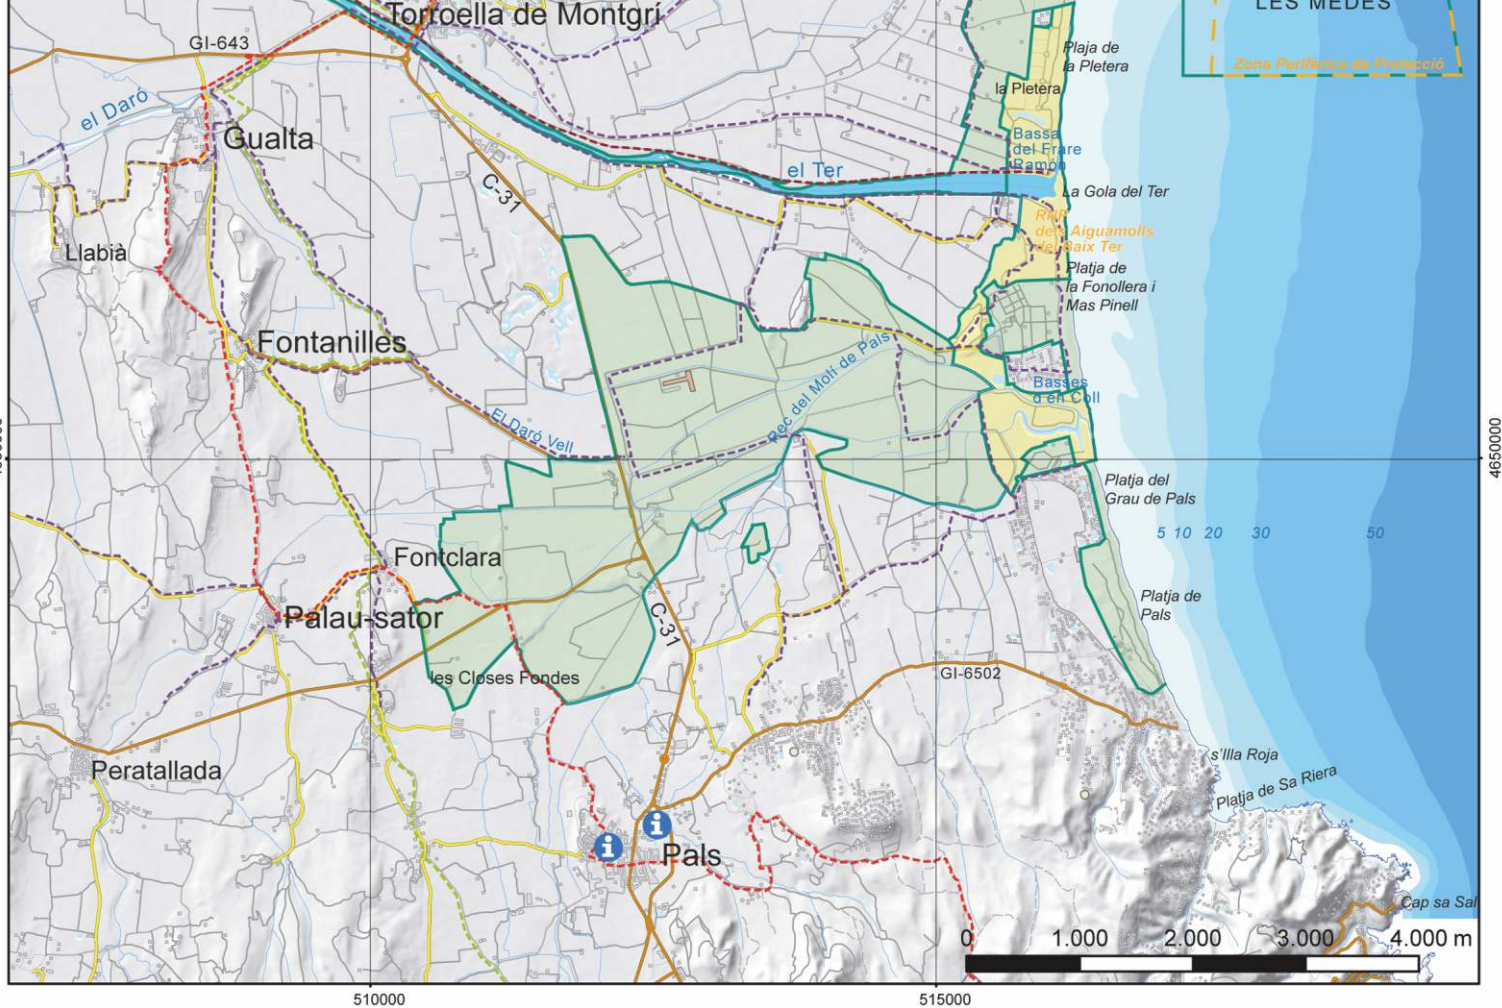 LES MEDES
Tortoella de Montgrí
GI-643
Plaja de
la Pletera
Zona Perifèrica de Protecció
la Pletera
el Daró
Gualta
Bassa
del Frare
Ramón
el Ter
C-31
La Gola del Ter
RNP
dels Aiguamolls
del Baix Ter
Llabià
Platja de
la Fonollera i
Mas Pinell
Fontanilles
Rec del Molí de Pals
Basses
d'en Coll
El Daró Vell
4650000
Platja del
Grau de Pals
5 10 20 30 50
Fontclara
Palau-sator
Platja de
Pals
C-31
les Closes Fondes
GI-6502
Peratallada
s'Illa Roja
Platja de Sa Riera
i
i
Pals
Cap sa Sal
0 1.000 2.000 3.000 4.000 m
510000
515000